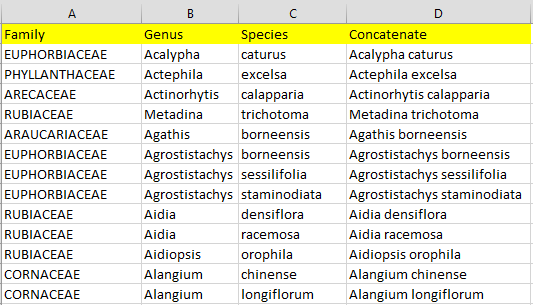 A B C D
Family Genus Species Concatenate
EUPHORBIACEAE Acalypha caturus Acalypha caturus
PHYLLANTHACEAE Actephila excelsa Actephila excelsa
ARECACEAE Actinorhytis calapparia Actinorhytis calapparia
RUBIACEAE Metadina trichotoma Metadina trichotoma
ARAUCARIACEAE Agathis borneensis Agathis borneensis
EUPHORBIACEAE Agrostistachys borneensis Agrostistachys borneensis
EUPHORBIACEAE Agrostistachys sessilifolia Agrostistachys sessilifolia
EUPHORBIACEAE Agrostistachys staminodiata Agrostistachys staminodiata
RUBIACEAE Aidia densiflora Aidia densiflora
RUBIACEAE Aidia racemosa Aidia racemosa
RUBIACEAE Aidiopsis orophila Aidiopsis orophila
CORNACEAE Alangium chinense Alangium chinense
CORNACEAE Alangium longiflorum Alangium longiflorum